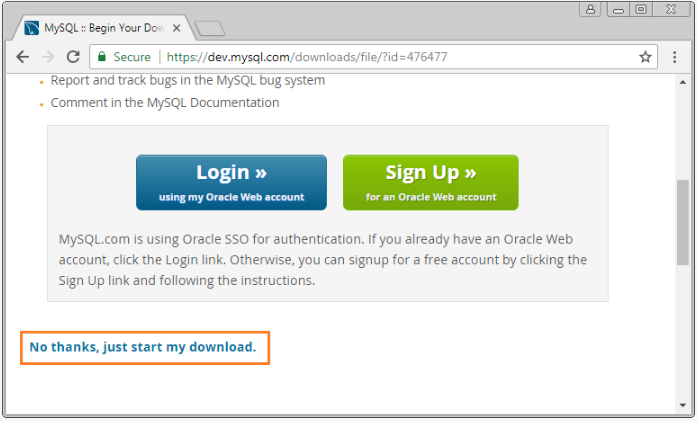 MySQL :: Begin Your Dow
Secure
https://dev.mysql.com/downloads/file/?id=476477
Report and track bugs in the MySQL bug system
Comment in the MySQL Documentation
Login »
using my Oracle Web account
Sign Up »
for an Oracle Web account
MySQL.com is using Oracle SSO for authentication. If you already have an Oracle Web
account, click the Login link. Otherwise, you can signup for a free account by clicking the
Sign Up link and following the instructions.
No thanks, just start my download.